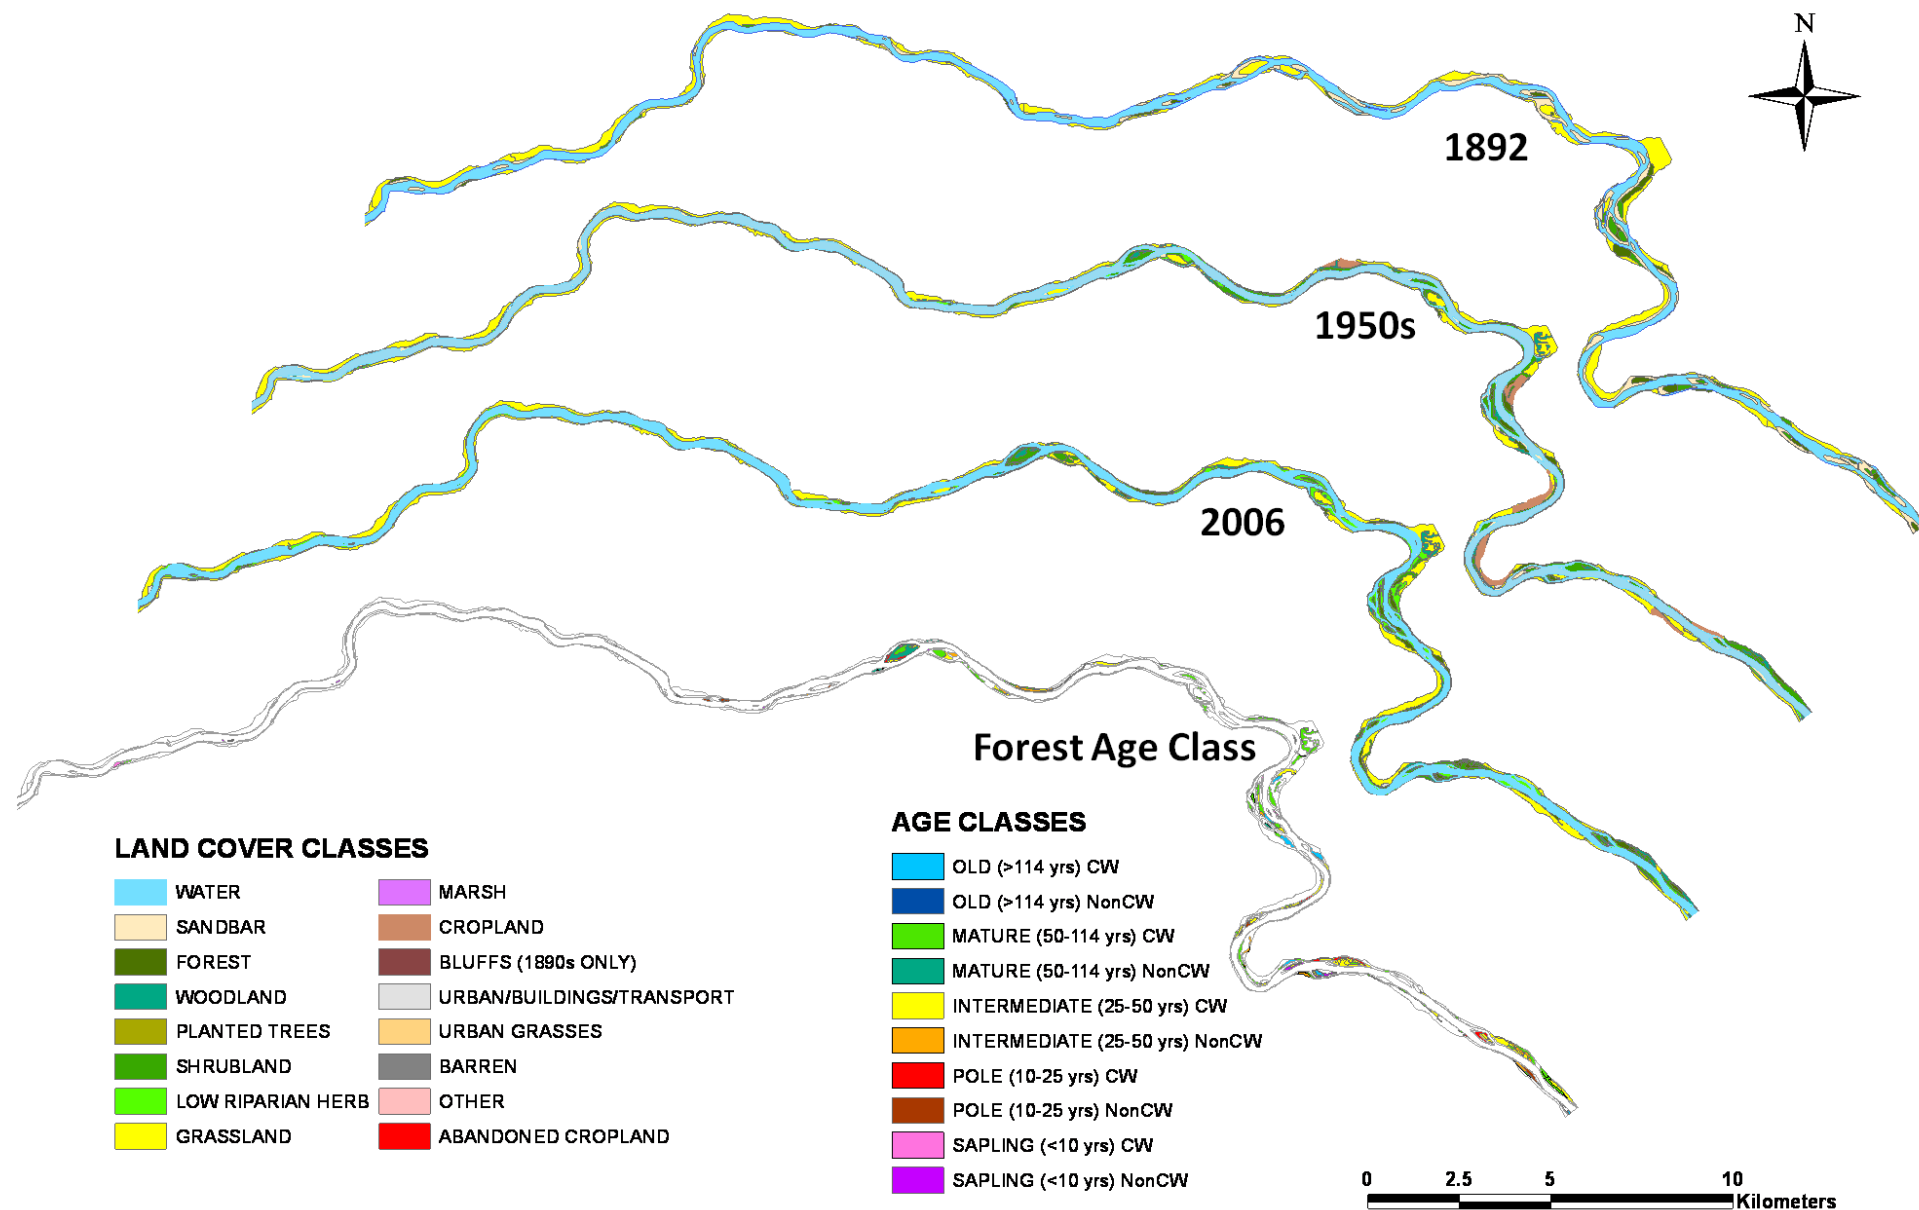 N
1892
1950s
2006
Forest Age Class
LAND COVER CLASSES
WATER
SANDBAR
FOREST
WOODLAND
PLANTED TREES
SHRUBLAND
LOW RIPARIAN HERB
GRASSLAND
MARSH
CROPLAND
BLUFFS (1890s ONLY)
URBAN/BUILDINGS/TRANSPORT
URBAN GRASSES
BARREN
OTHER
ABANDONED CROPLAND
AGE CLASSES
OLD (>114 yrs) CW
OLD (>114 yrs) NonCW
MATURE (50-114 yrs) CW
MATURE (50-114 yrs) NonCW
INTERMEDIATE (25-50 yrs) CW
INTERMEDIATE (25-50 yrs) NonCW
POLE (10-25 yrs) CW
POLE (10-25 yrs) NonCW
SAPLING (<10 yrs) CW
SAPLING (<10 yrs) NonCW
0 2.5 5 10
Kilometers